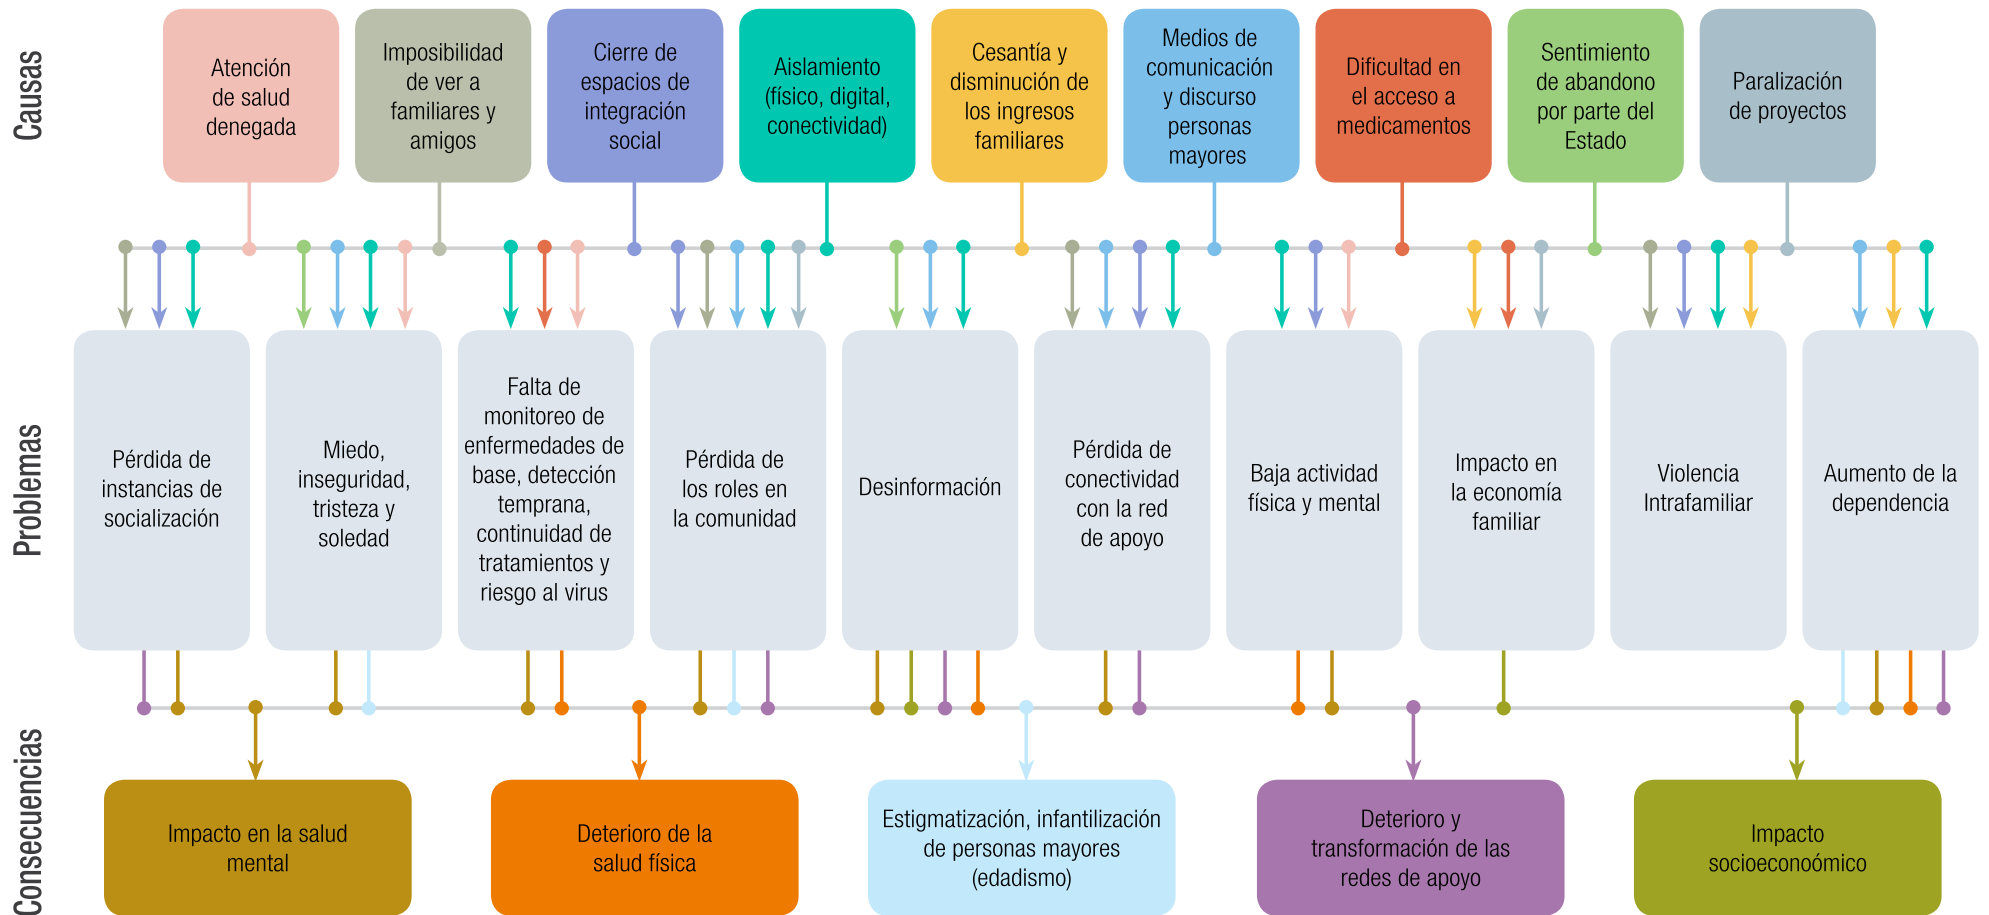 Causas
Atención
de salud
denegada
Imposibilidad
de ver a
familiares y
amigos
Cierre de
espacios de
integración
social
Aislamiento
(físico, digital,
conectividad)
Cesantía y
disminución de
los ingresos
familiares
Medios de
comunicación
y discurso
personas
mayores
Dificultad en
el acceso a
medicamentos
Sentimiento
de abandono
por parte del
Estado
Paralización
de proyectos
Problemas
Pérdida de
instancias de
socialización
Miedo,
inseguridad,
tristeza y
soledad
Falta de
monitoreo de
enfermedades de
base, detección
temprana,
continuidad de
tratamientos y
riesgo al virus
Pérdida de
los roles en
la comunidad
Desinformación
Pérdida de
conectividad
con la red
de apoyo
Baja actividad
física y mental
Impacto en
la economía
familiar
Violencia
Intrafamiliar
Aumento de la
dependencia
Consecuencias
Impacto en la salud
mental
Deterioro de la
salud física
Estigmatización, infantilización
de personas mayores
(edadismo)
Deterioro y
transformación de las
redes de apoyo
Impacto
socioeconoómico